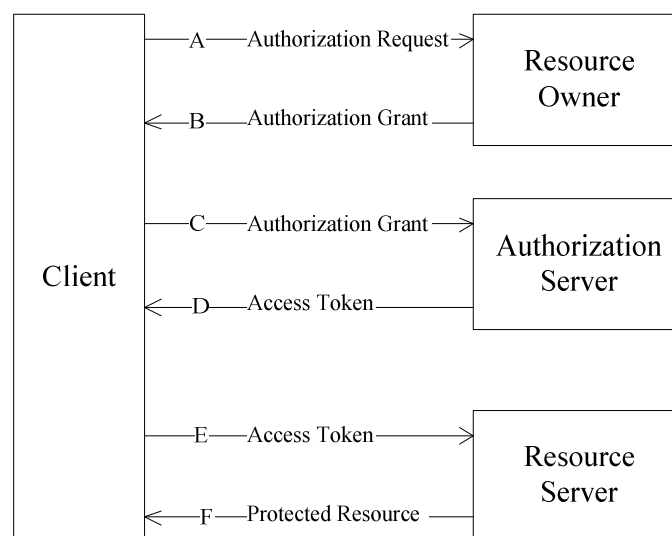 A Authorization Request
Resource
Owner
B Authorization Grant
C Authorization Grant
Authorization
Server
Client
D Access Token
E Access Token
Resource
Server
F Protected Resource